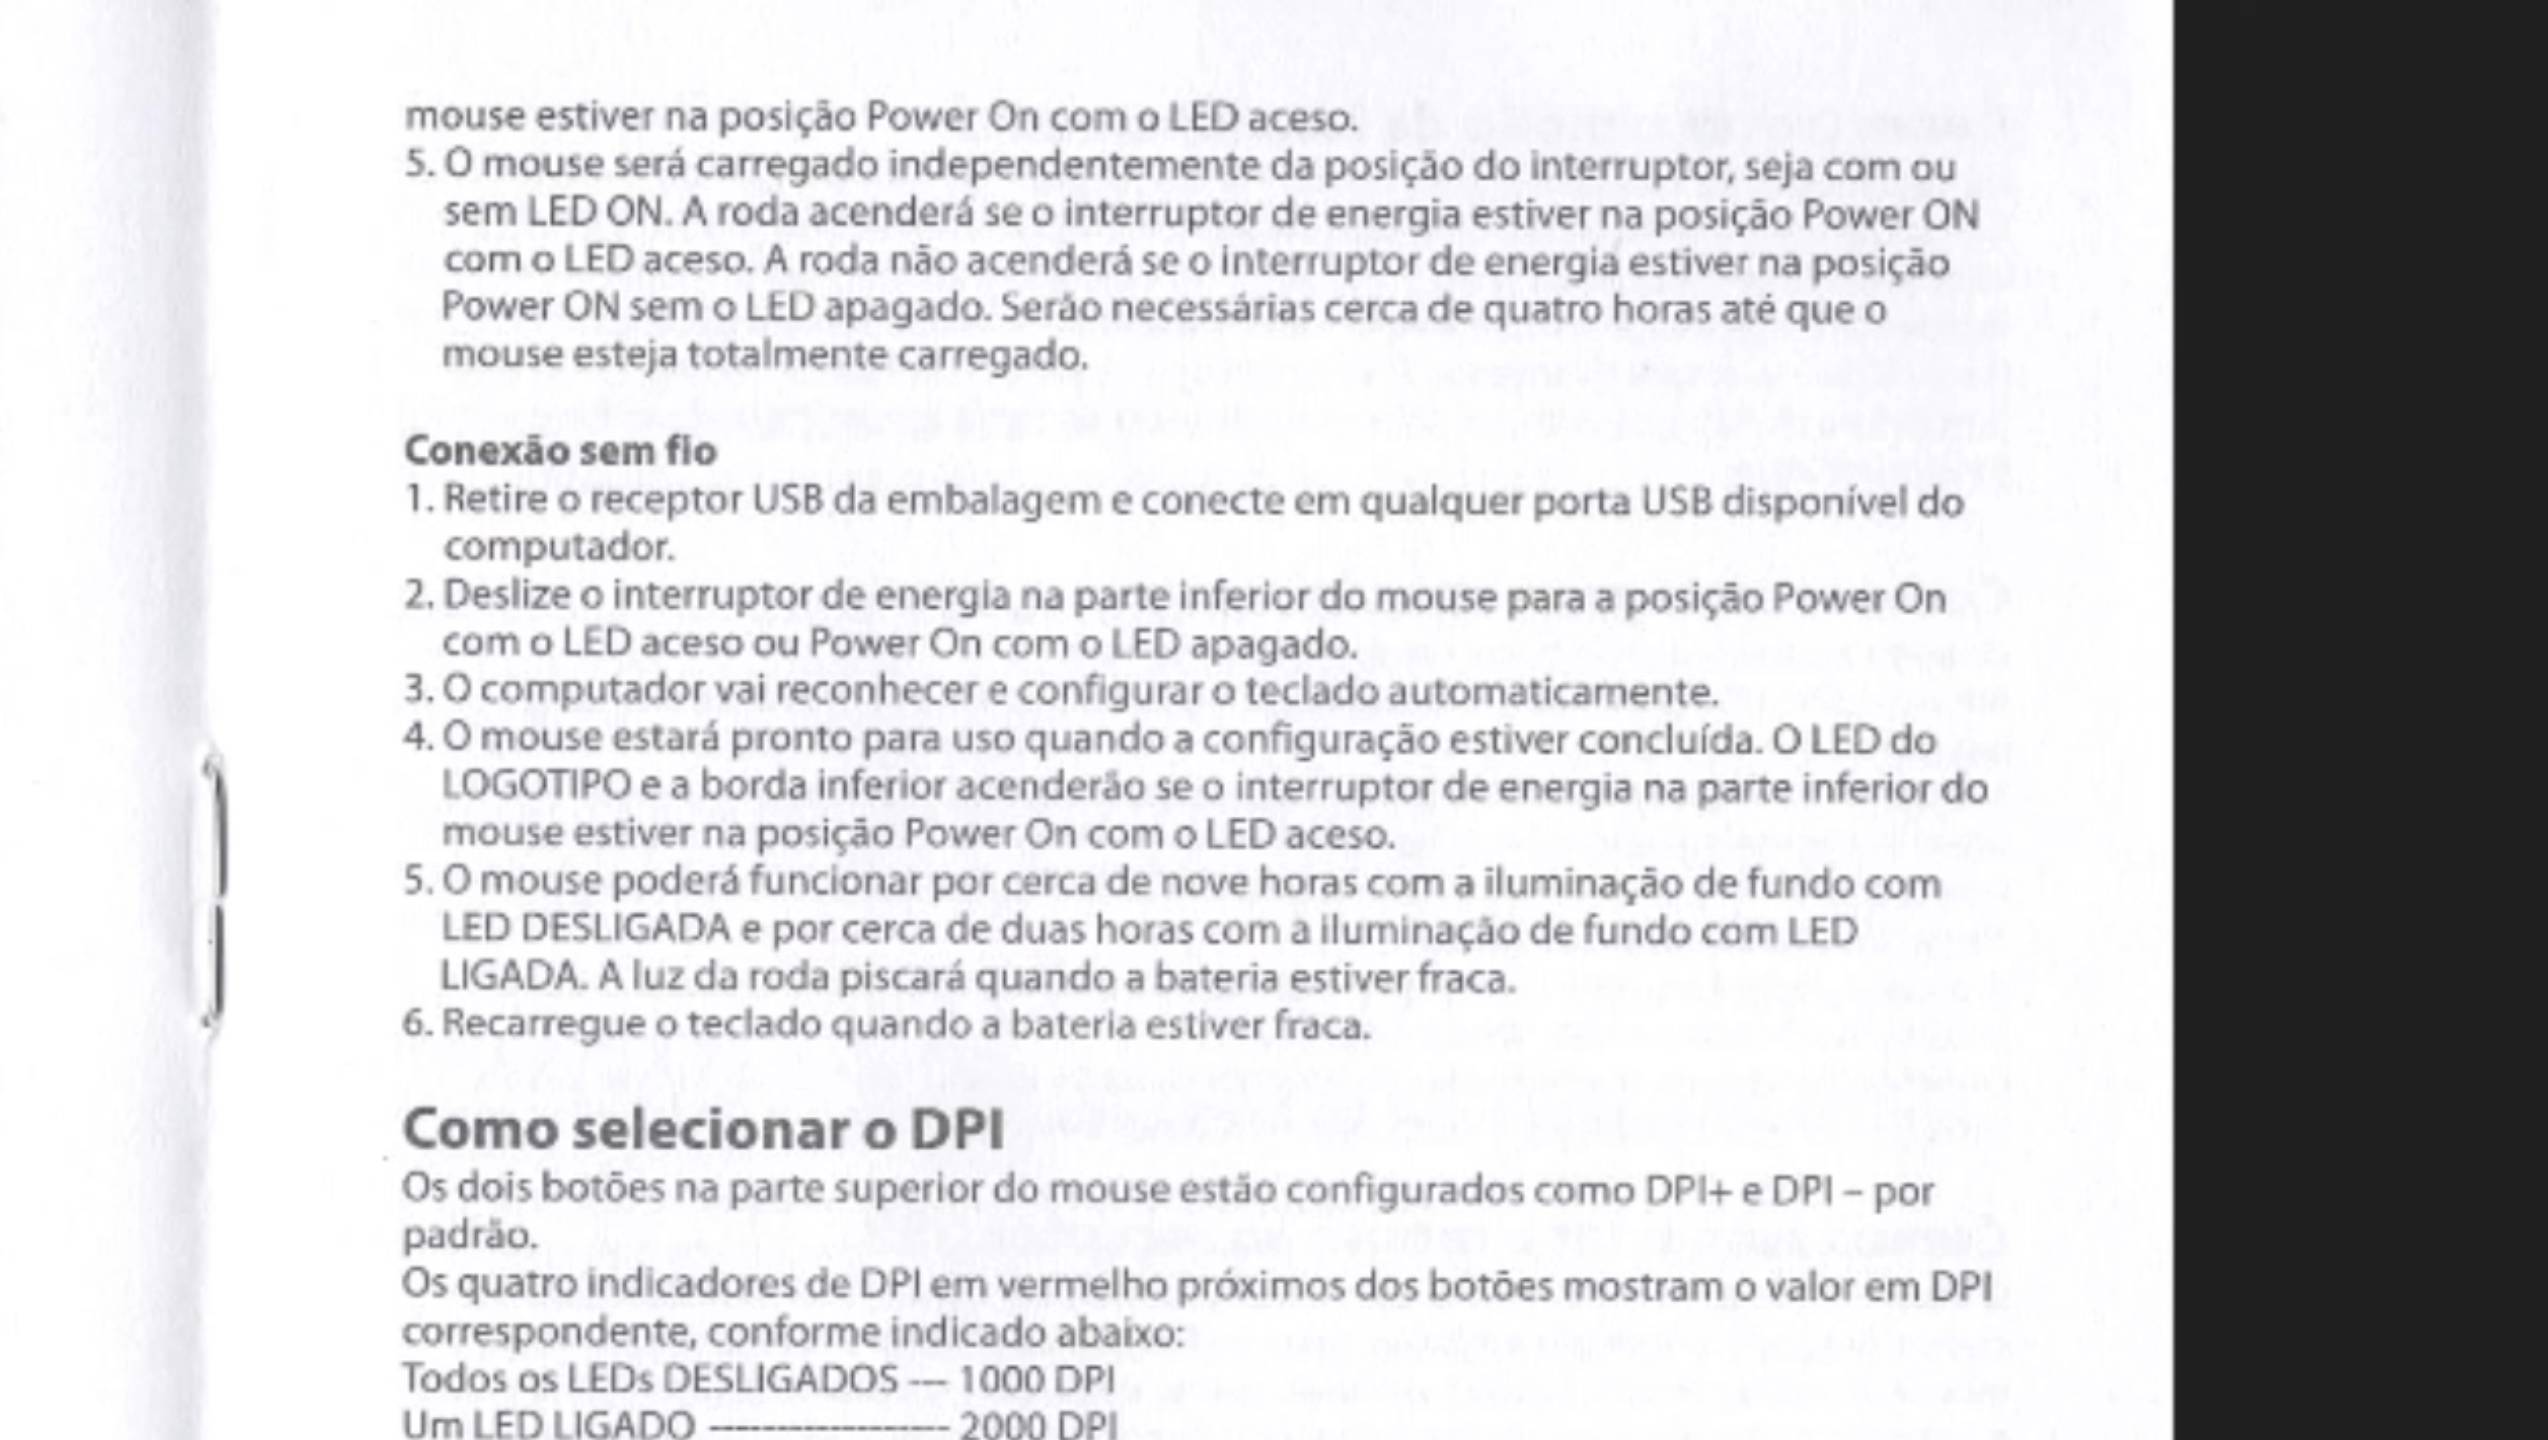 mouse estiver na posição Power On com o LED aceso.
5. O mouse será carregado independentemente da posição do interruptor, seja com ou
sem LED ON. A roda acenderá se o interruptor de energia estiver na posição Power ON
com o LED aceso. A roda não acenderá se o interruptor de energia estiver na posição
Power ON sem o LED apagado. Serão necessárias cerca de quatro horas até que o
mouse esteja totalmente carregado.
Conexão sem fio
1. Retire o receptor USB da embalagem e conecte em qualquer porta USB disponível do
computador.
2. Deslize o interruptor de energia na parte inferior do mouse para a posição Power On
com o LED aceso ou Power On com o LED apagado.
3. O computador vai reconhecer e configurar o teclado automaticamente.
4. O mouse estará pronto para uso quando a configuração estiver concluída. O LED do
LOGOTIPO e a borda inferior acenderão se o interruptor de energia na parte inferior do
mouse estiver na posição Power On com o LED aceso.
5. O mouse poderá funcionar por cerca de nove horas com a iluminação de fundo com
LED DESLIGADA e por cerca de duas horas com a iluminação de fundo com LED
LIGADA. A luz da roda piscará quando a bateria estiver fraca.
6. Recarregue o teclado quando a bateria estiver fraca.
Como selecionar o DPI
Os dois botões na parte superior do mouse estão configurados como DPI+ e DPI – por
padrão.
Os quatro indicadores de DPI em vermelho próximos dos botões mostram o valor em DPI
correspondente, conforme indicado abaixo:
Todos os LEDs DESLIGADOS --- 1000 DPI
Um LED LIGADO ------------------- 2000 DPI